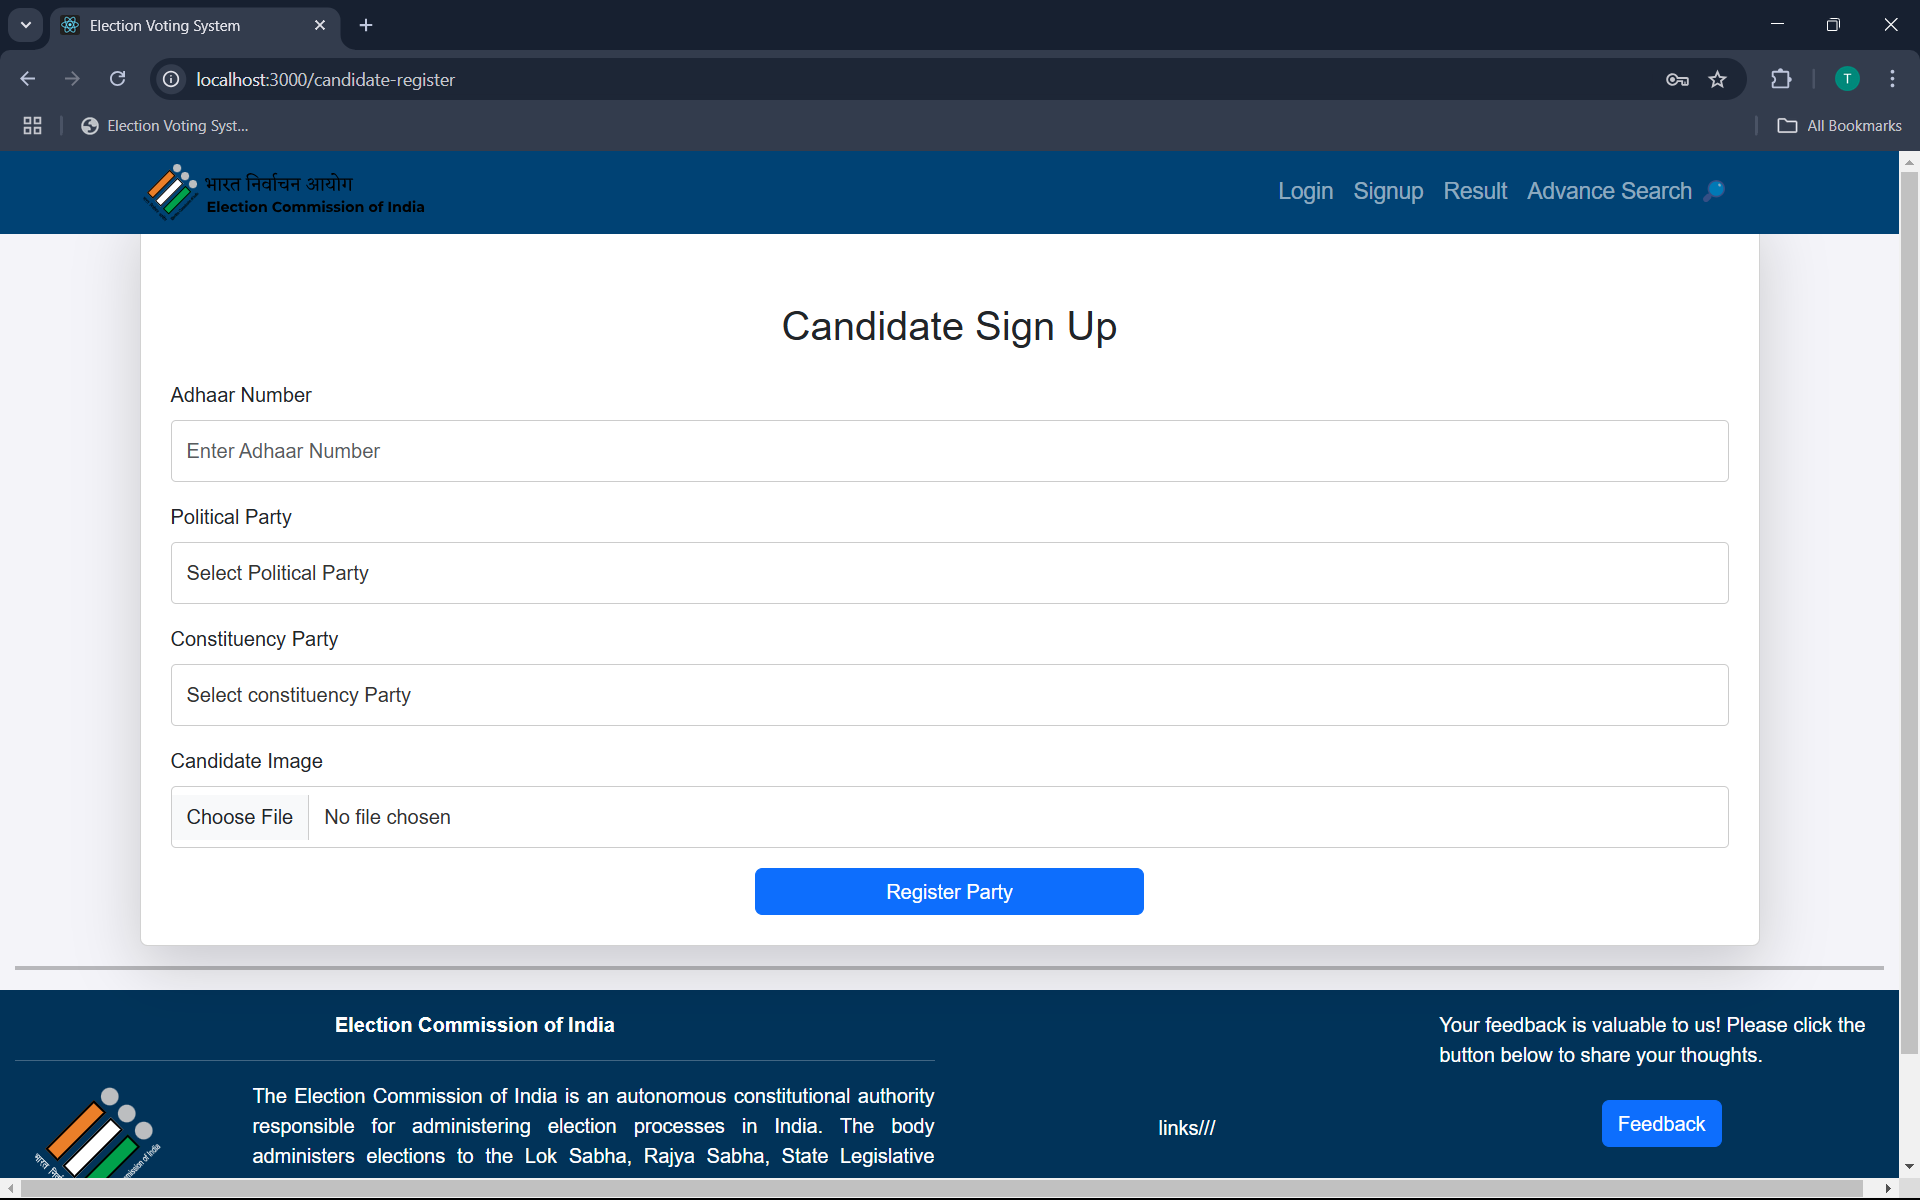 Election Voting System
localhost:3000/candidate-register
T
Election Voting Syst...
All Bookmarks
भारत निर्वाचन आयोग
Election Commission of India
Login Signup Result Advance Search
Candidate Sign Up
Adhaar Number
Enter Adhaar Number
Political Party
Select Political Party
Constituency Party
Select constituency Party
Candidate Image
Choose File No file chosen
Register Party
Election Commission of India
The Election Commission of India is an autonomous constitutional authority
responsible for administering election processes in India. The body
administers elections to the Lok Sabha, Rajya Sabha, State Legislative
links///
Your feedback is valuable to us! Please click the
button below to share your thoughts.
Feedback